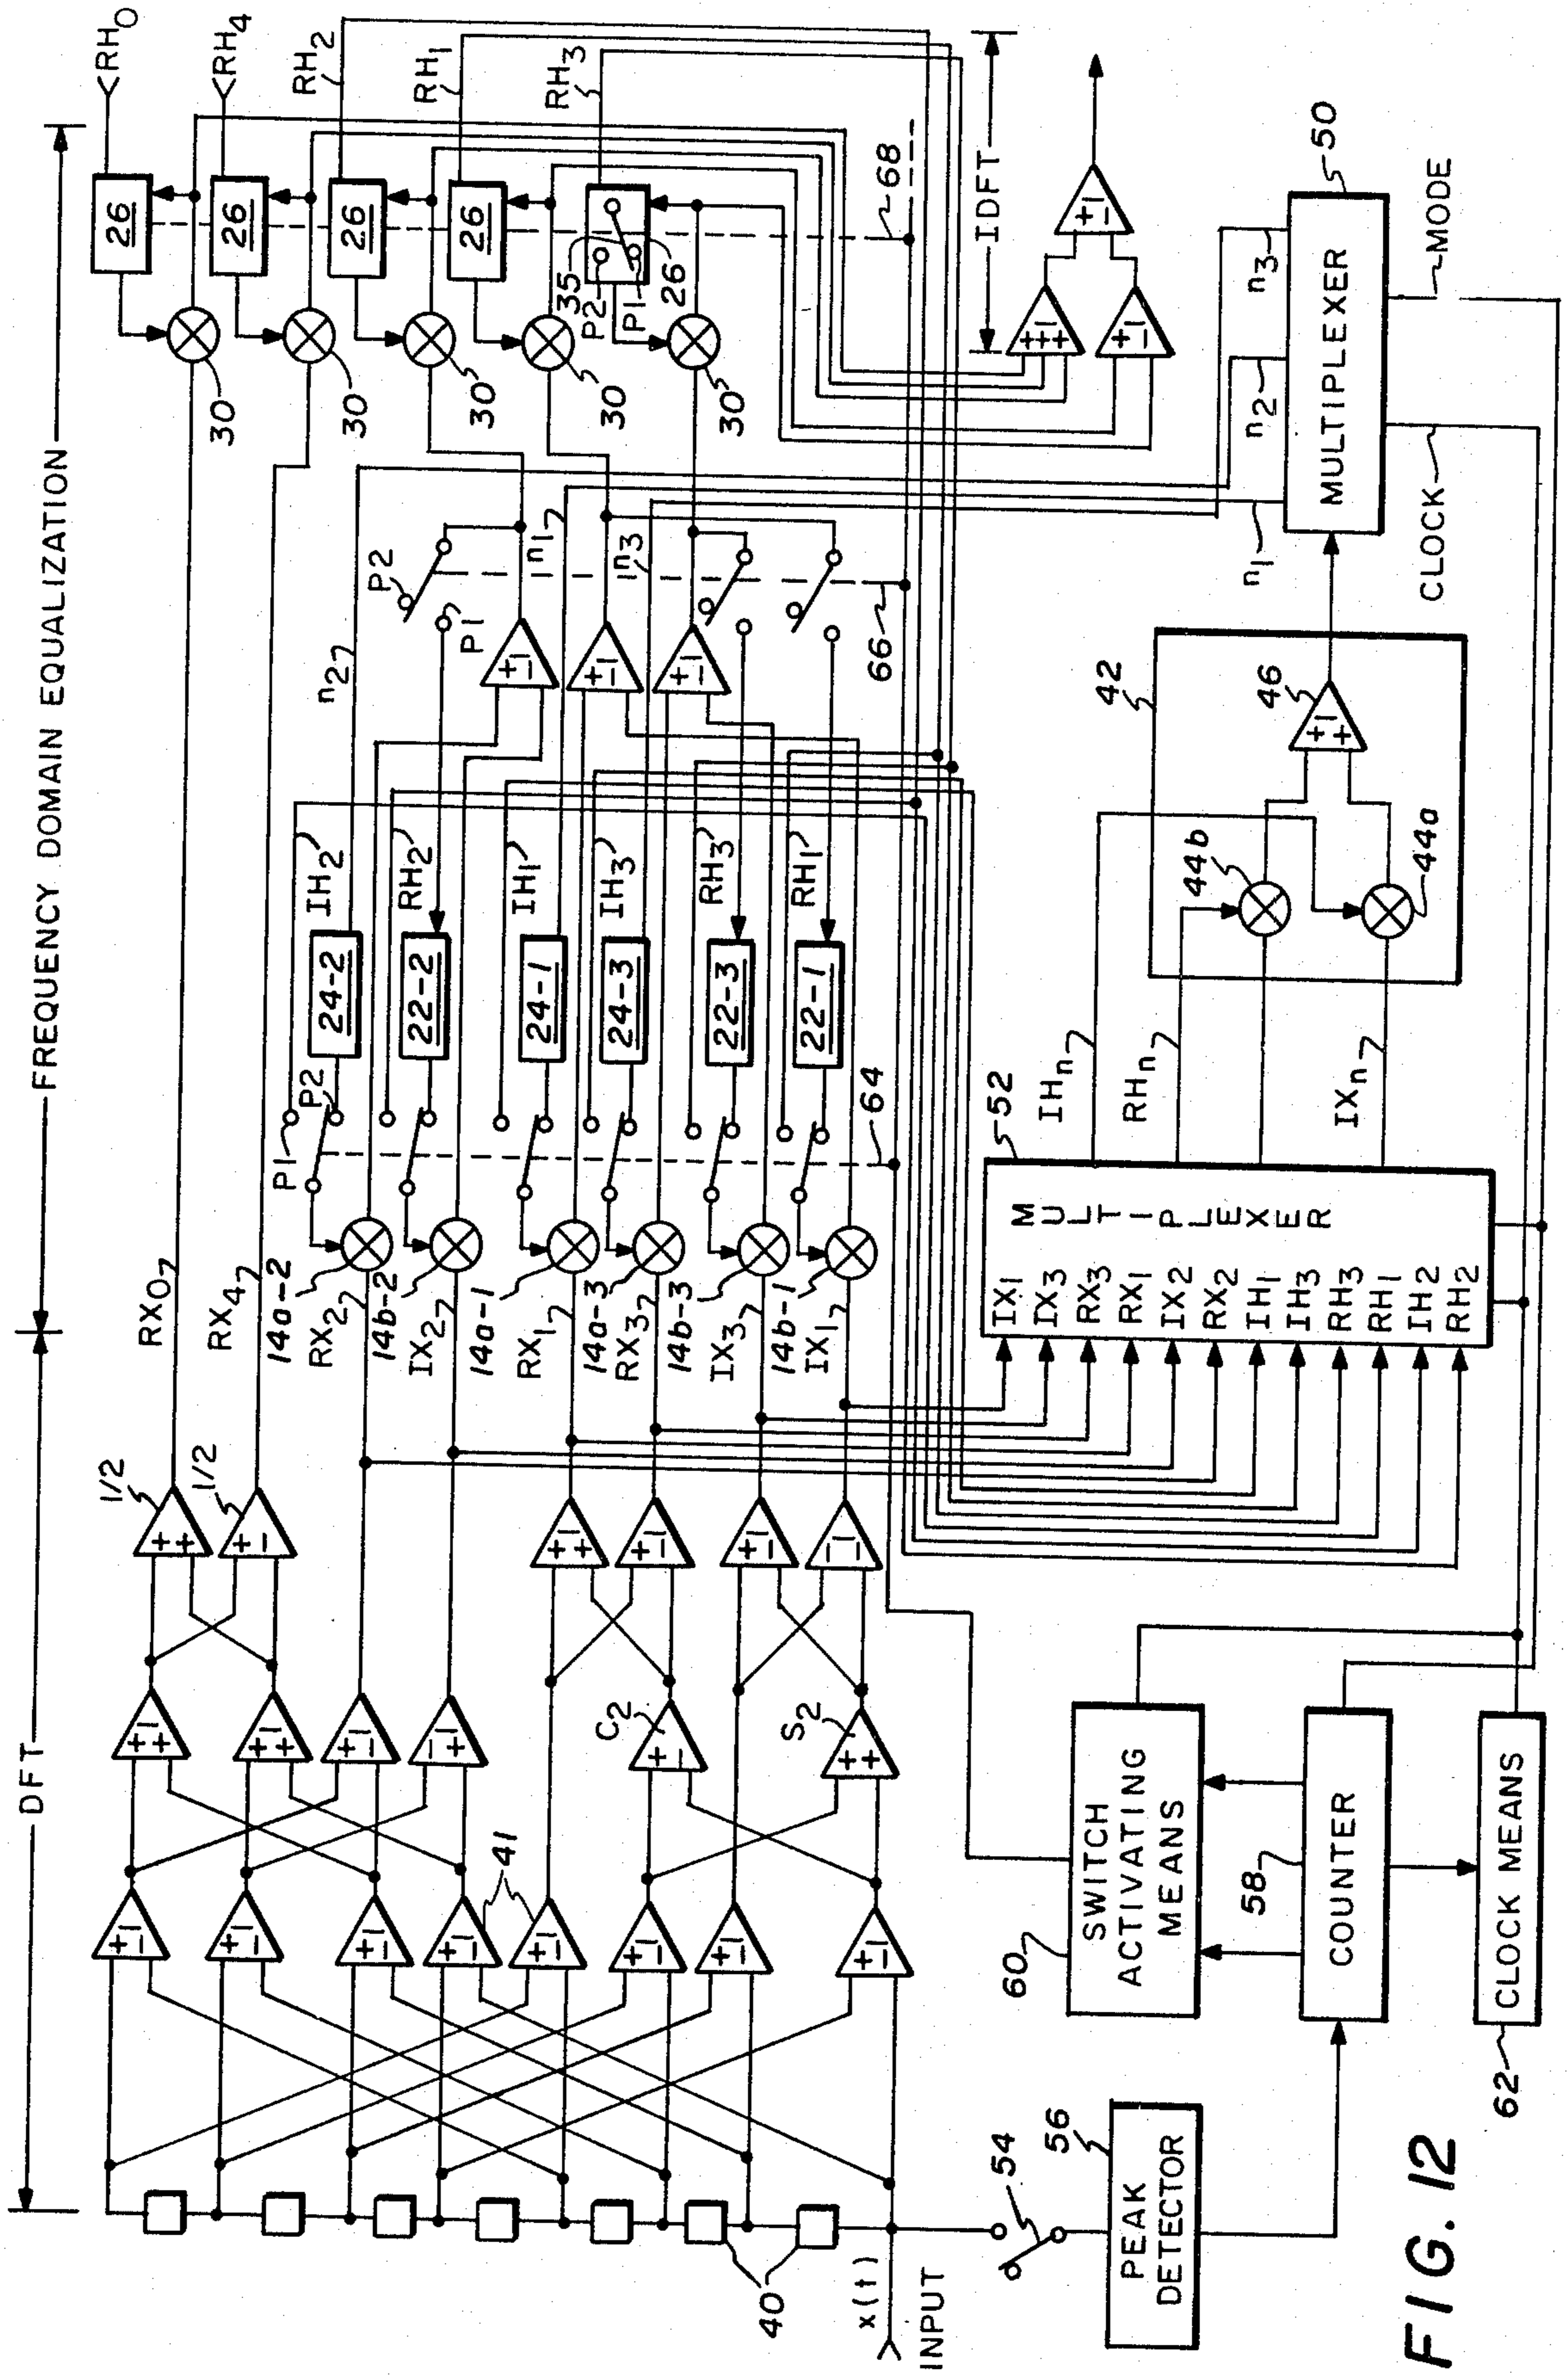 DFT
FREQUENCY DOMAIN EQUALIZATION
1/2
1/2
RX0
RX4
14a-2
RX2
14b-2
IX2
14a-1
RX1
14a-3
RX3
14b-3
IX3
14b-1
IX1
P1
P2
IH2
24-2
RH2
22-2
IH1
24-1
IH3
24-3
RH3
22-3
RH1
22-1
64
n2
P2
P1
n1
n3
66
30
30
30
30
30
26
26
26
26
26
35
P2
P1
68
<RH0
<RH4
RH2
RH1
RH3
IDFT
41
C2
S2
40
x(t)
INPUT
54
56
PEAK DETECTOR
60
SWITCH
ACTIVATING
MEANS
58
COUNTER
62
CLOCK MEANS
52
MULTIPLEXER
IX1
IX3
RX3
RX1
IX2
RX2
IH1
IH3
RH3
RH1
IH2
RH2
IHn
RHn
IXn
42
44b
44a
46
n1
n2
n3
MULTIPLEXER
50
CLOCK
MODE
FIG. 12